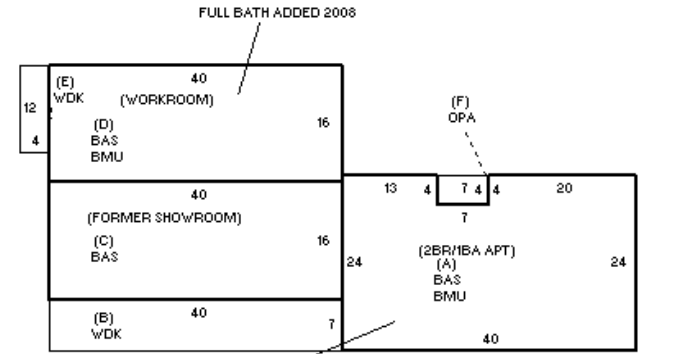 FULL BATH ADDED 2008
(E)
WDK
40
(WORKROOM)
12
4
(D)
BAS
BMU
16
(F)
OPA
40
(FORMER SHOWROOM)
(C)
BAS
16
13
4
7
4
4
20
7
24
(2BR/1BA APT)
(A)
BAS
BMU
24
(B)
WDK
40
7
40